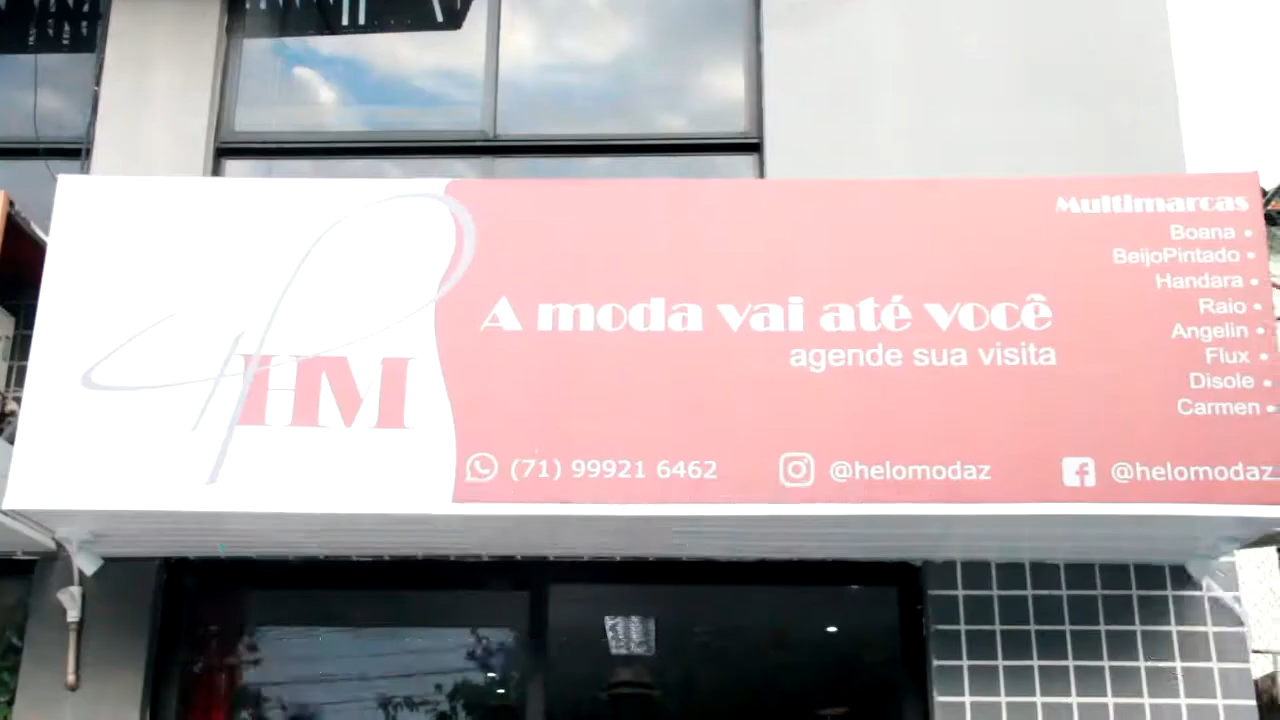 HM
A moda vai até você
agende sua visita
(71) 99921 6462
@helomodaz
@helomodaz
Multimarcas
Boana •
BeijoPintado •
Handara •
Raio •
Angelin •
Flux •
Disole •
Carmen •